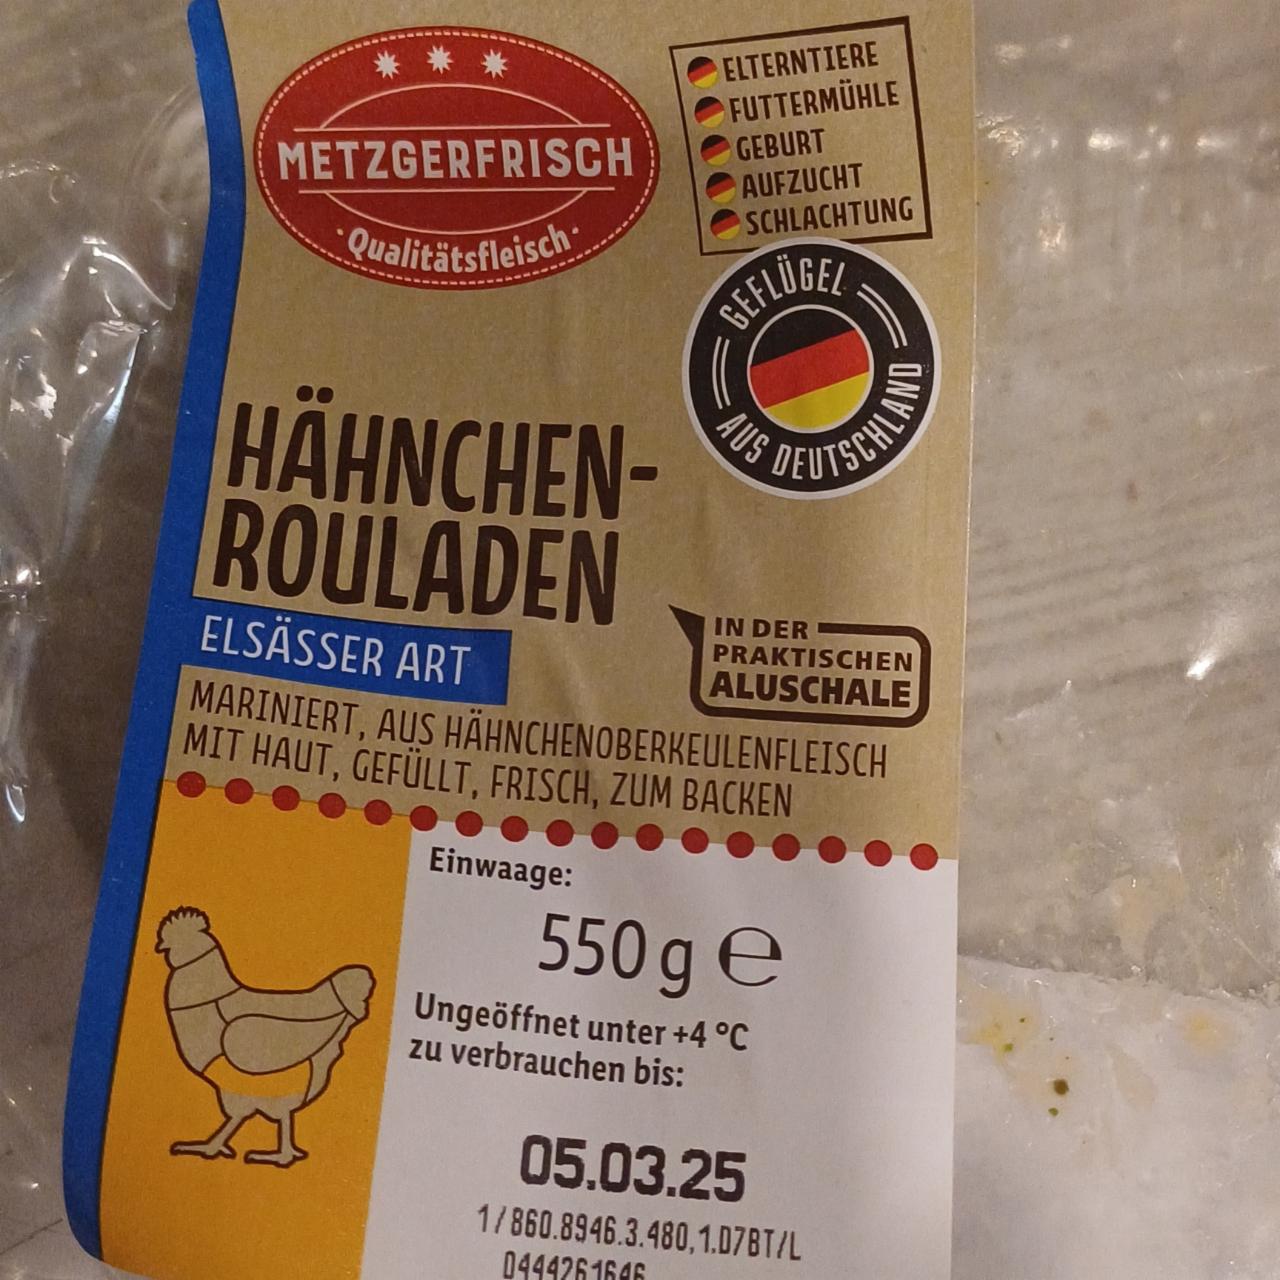 METZGERFRISCH
· Qualitätsfleisch ·
ELTERNTIERE
FUTTERMÜHLE
GEBURT
AUFZUCHT
SCHLACHTUNG
GEFLÜGEL
AUS DEUTSCHLAND
HÄHNCHEN-
ROULADEN
ELSÄSSER ART
IN DER
PRAKTISCHEN
ALUSCHALE
MARINIERT, AUS HÄHNCHENOBERKEULENFLEISCH
MIT HAUT, GEFÜLLT, FRISCH, ZUM BACKEN
Einwaage:
550 g ℮
Ungeöffnet unter +4 °C
zu verbrauchen bis:
05.03.25
1/860.8946.3.480,1.D7BT/L
0444261646